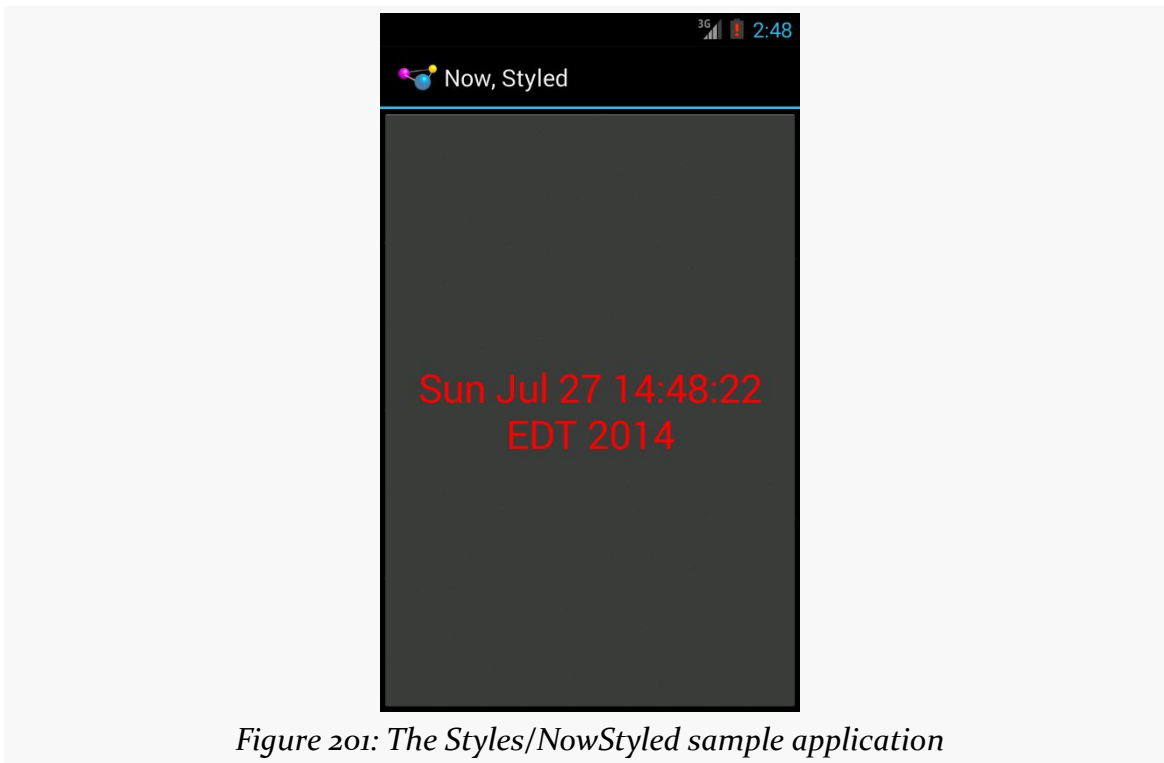 3G 2:48
Now, Styled
Sun Jul 27 14:48:22
EDT 2014
Figure 201: The Styles/NowStyled sample application